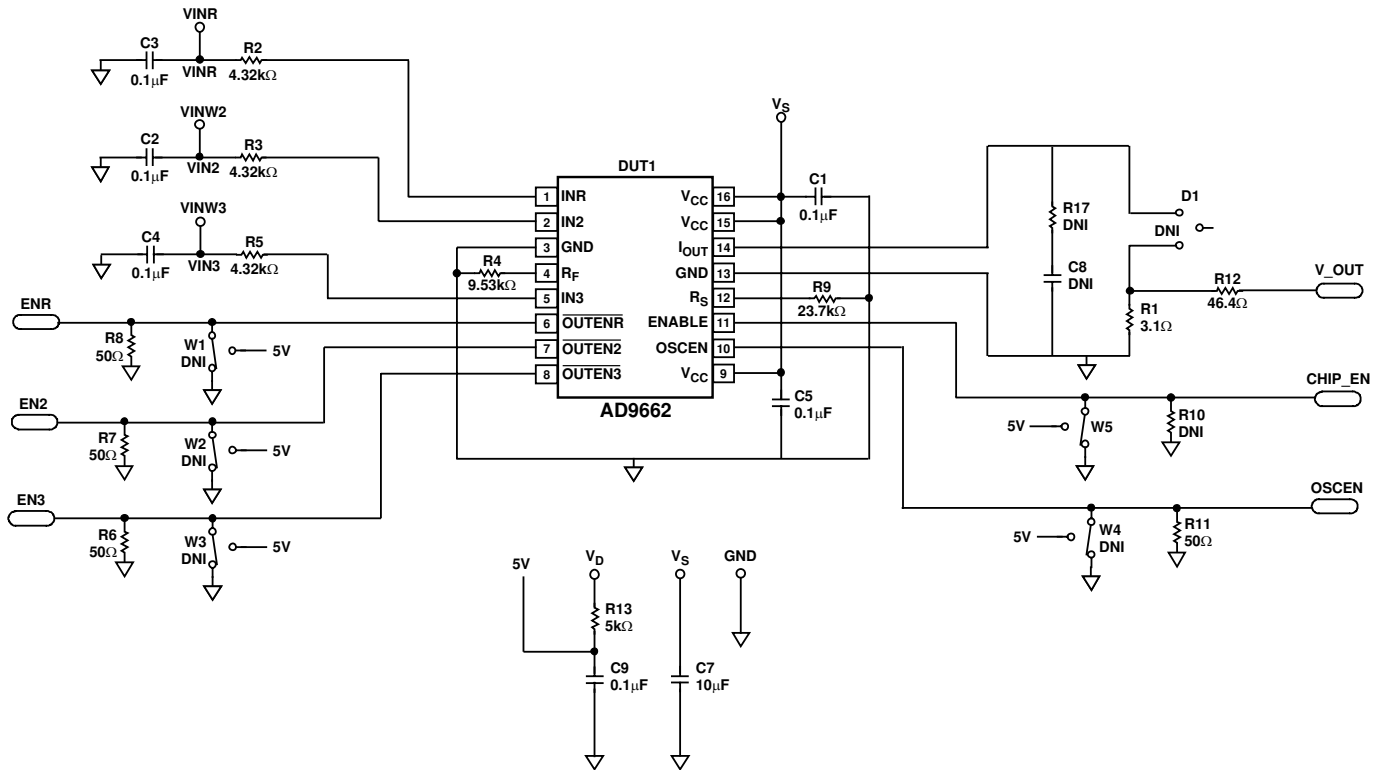 VINR
C3
0.1μF
VINR
R2
4.32kΩ
VINW2
C2
0.1μF
VIN2
R3
4.32kΩ
VINW3
C4
0.1μF
VIN3
R5
4.32kΩ
ENR
R8
50Ω
W1
DNI
5V
EN2
R7
50Ω
W2
DNI
5V
EN3
R6
50Ω
W3
DNI
5V
R4
9.53kΩ
DUT1
1 INR
2 IN2
3 GND
4 RF
5 IN3
6 OUTENR
7 OUTEN2
8 OUTEN3
VCC 16
VCC 15
IOUT 14
GND 13
RS 12
ENABLE 11
OSCEN 10
VCC 9
AD9662
VS
C1
0.1μF
R9
23.7kΩ
C5
0.1μF
R17
DNI
C8
DNI
D1
DNI
R12
46.4Ω
V_OUT
R1
3.1Ω
CHIP_EN
5V
W5
R10
DNI
OSCEN
5V
W4
DNI
R11
50Ω
5V
VD
R13
5kΩ
C9
0.1μF
VS
C7
10μF
GND